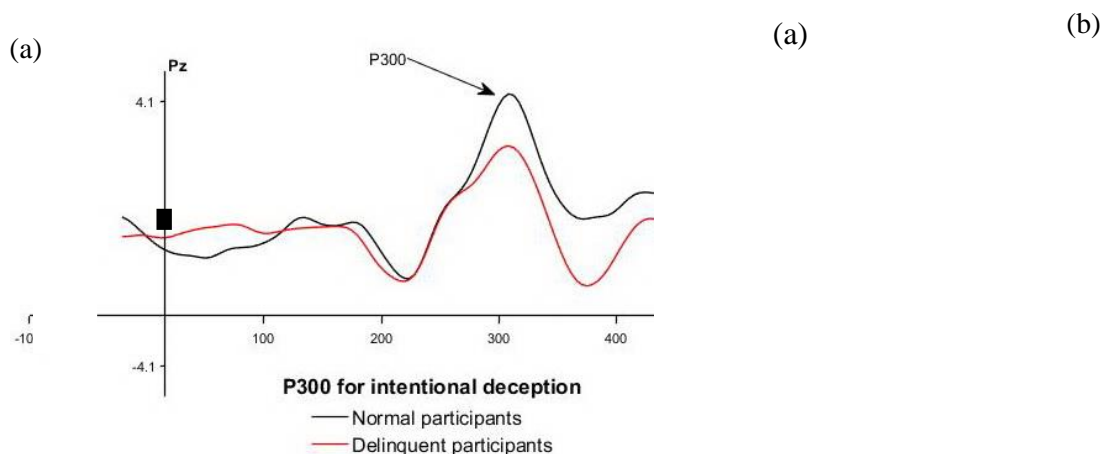 (a)
(a)
(b)
P300
Pz
4.1
-10
100
200
300
400
-4.1
P300 for intentional deception
Normal participants
Delinquent participants